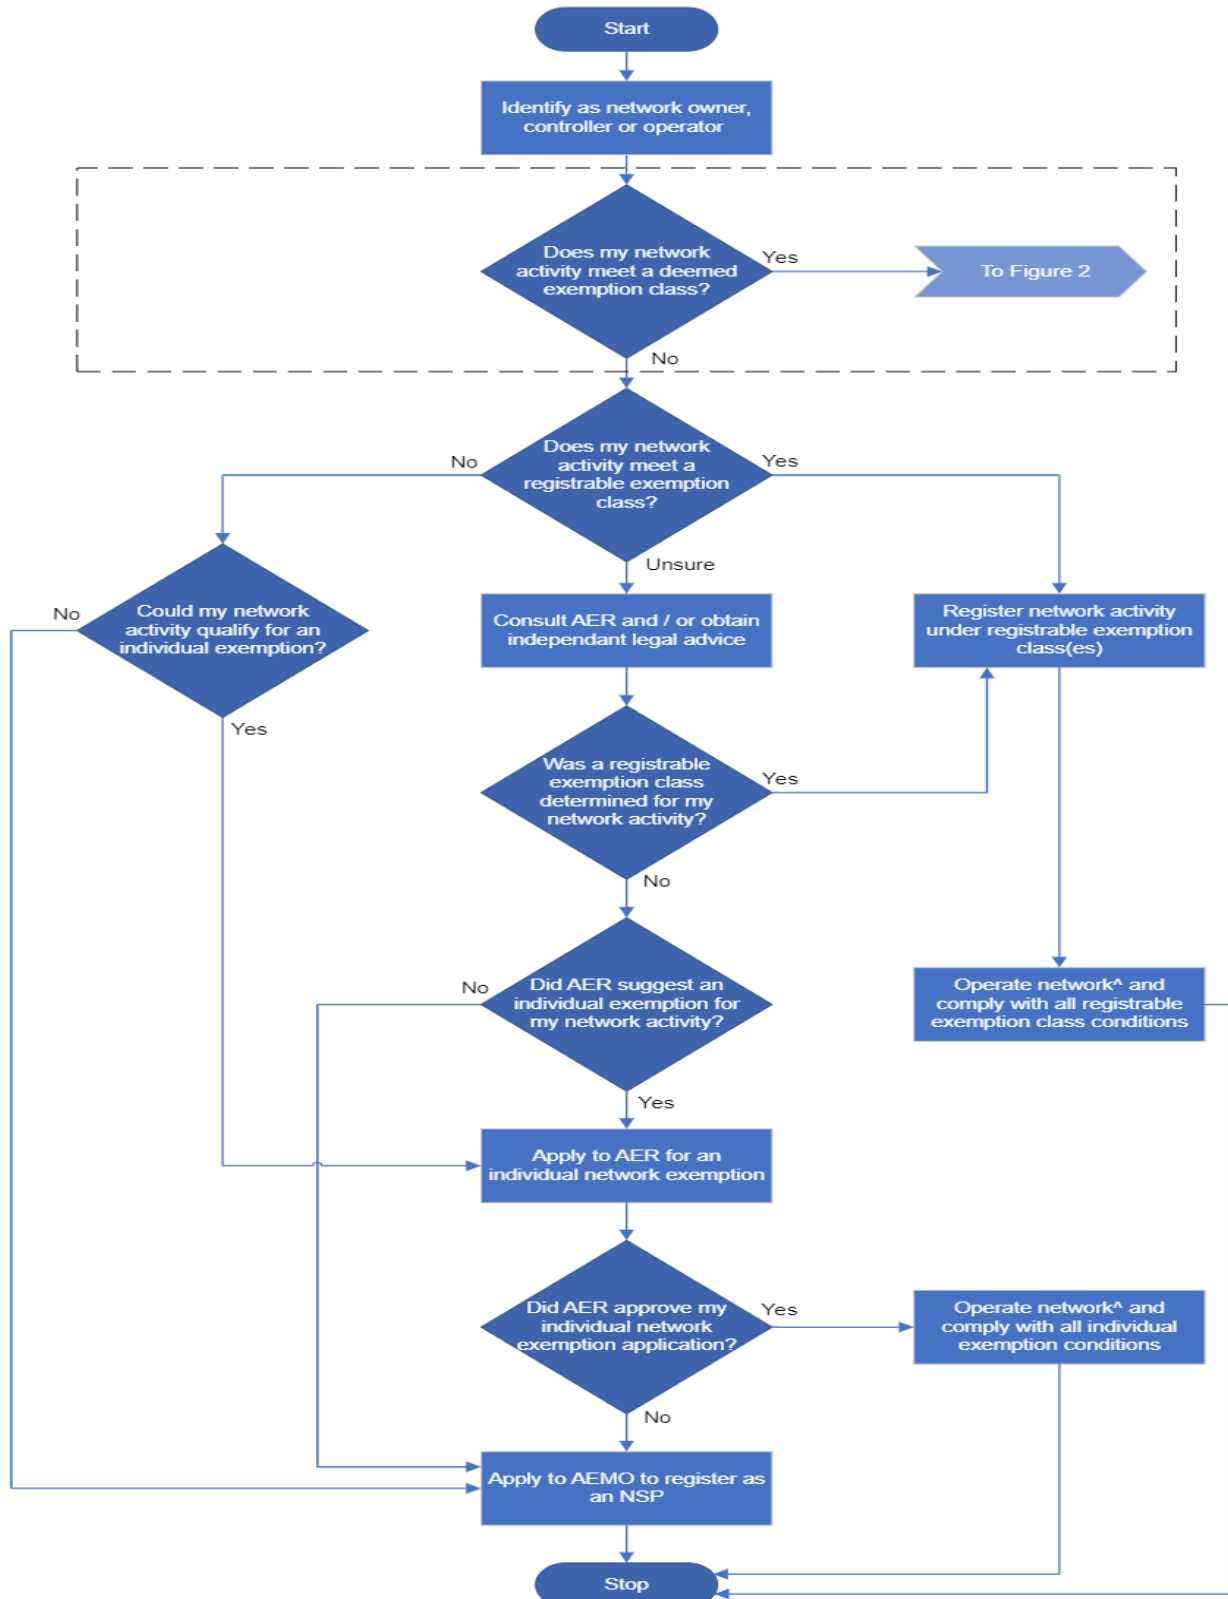 Start
Identify as network owner,
controller or operator
Does my network
activity meet a deemed
exemption class?
Yes
To Figure 2
No
Does my network
activity meet a
registrable exemption
class?
No
Yes
Unsure
Could my network
activity qualify for an
individual exemption?
No
Yes
Consult AER and / or obtain
independant legal advice
Register network activity
under registrable exemption
class(es)
Was a registrable
exemption class
determined for my
network activity?
Yes
No
Did AER suggest an
individual exemption for
my network activity?
No
Yes
Operate network^ and
comply with all registrable
exemption class conditions
Apply to AER for an
individual network exemption
Did AER approve my
individual network
exemption application?
Yes
No
Operate network^ and
comply with all individual
exemption conditions
Apply to AEMO to register as
an NSP
Stop